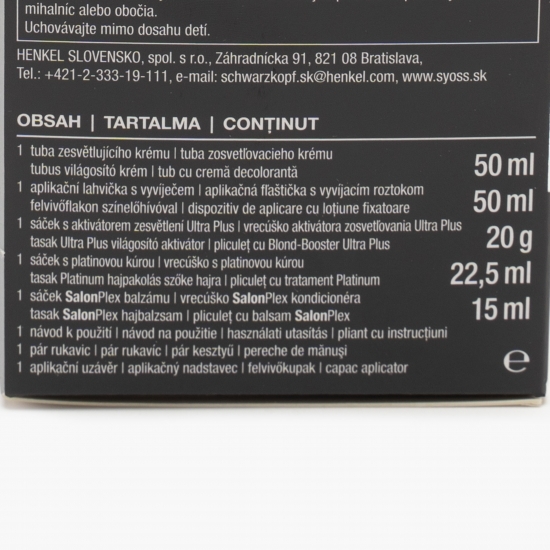 mihalníc alebo obočia.
Uchovávajte mimo dosahu detí.
HENKEL SLOVENSKO, spol. s r.o., Záhradnícka 91, 821 08 Bratislava,
Tel.: +421-2-333-19-111, e-mail: schwarzkopf.sk@henkel.com, www.syoss.sk
OBSAH | TARTALMA | CONȚINUT
1 tuba zesvětlujícího krému | tuba zosvetľovacieho krému
tubus világosító krém | tub cu cremă decolorantă
50 ml
1 aplikační lahvička s vyvíječem | aplikačná fľaštička s vyvíjacím roztokom
felvivőflakon színelőhívóval | dispozitiv de aplicare cu loțiune fixatoare
50 ml
1 sáček s aktivátorem zesvětlení Ultra Plus | vrecúško aktivátora zosvetľovania Ultra Plus
tasak Ultra Plus világosító aktivátor | pliculeț cu Blond-Booster Ultra Plus
20 g
1 sáček s platinovou kúrou | vrecúško s platinovou kúrou
tasak Platinum hajpakolás szőke hajra | pliculeț cu tratament Platinum
22,5 ml
1 sáček SalonPlex balzámu | vrecúško SalonPlex kondicionéra
tasak SalonPlex hajbalzsam | pliculeț cu balsam SalonPlex
15 ml
1 návod k použití | návod na použitie | használati utasítás | pliant cu instrucțiuni
1 pár rukavic | pár rukavíc | pár kesztyű | pereche de mănuși
1 aplikační uzávěr | aplikačný nadstavec | felvivőkupak | capac aplicator
℮